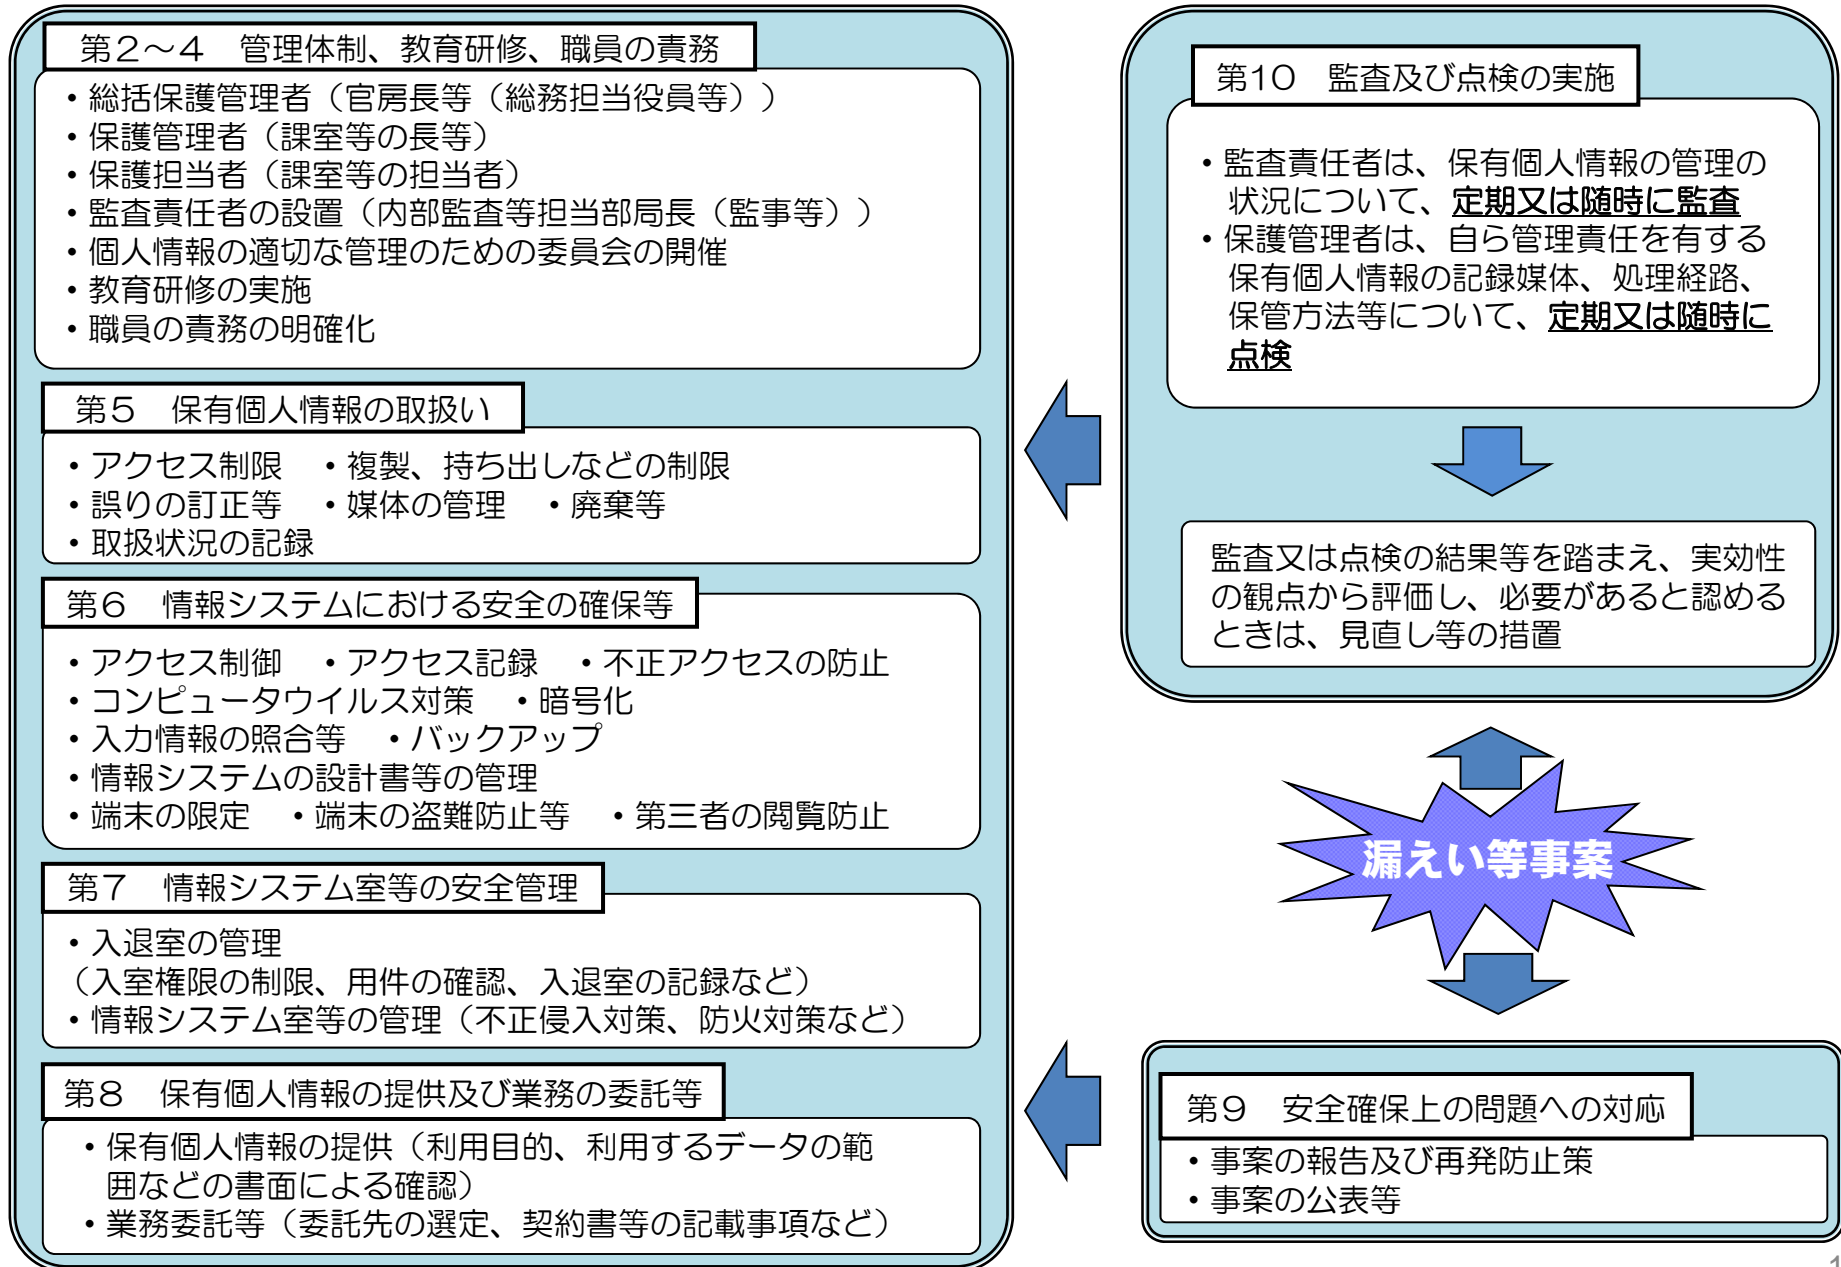 第２～４　管理体制、教育研修、職員の責務
・総括保護管理者（官房長等（総務担当役員等））
・保護管理者（課室等の長等）
・保護担当者（課室等の担当者）
・監査責任者の設置（内部監査等担当部局長（監事等））
・個人情報の適切な管理のための委員会の開催
・教育研修の実施
・職員の責務の明確化
第５　保有個人情報の取扱い
・アクセス制限　・複製、持ち出しなどの制限
・誤りの訂正等　・媒体の管理　・廃棄等
・取扱状況の記録
第６　情報システムにおける安全の確保等
・アクセス制御　・アクセス記録　・不正アクセスの防止
・コンピュータウイルス対策　・暗号化
・入力情報の照合等　・バックアップ
・情報システムの設計書等の管理
・端末の限定　・端末の盗難防止等　・第三者の閲覧防止
第７　情報システム室等の安全管理
・入退室の管理
（入室権限の制限、用件の確認、入退室の記録など）
・情報システム室等の管理（不正侵入対策、防火対策など）
第８　保有個人情報の提供及び業務の委託等
・保有個人情報の提供（利用目的、利用するデータの範
囲などの書面による確認）
・業務委託等（委託先の選定、契約書等の記載事項など）
第10　監査及び点検の実施
・監査責任者は、保有個人情報の管理の
状況について、定期又は随時に監査
・保護管理者は、自ら管理責任を有する
保有個人情報の記録媒体、処理経路、
保管方法等について、定期又は随時に
点検
監査又は点検の結果等を踏まえ、実効性
の観点から評価し、必要があると認める
ときは、見直し等の措置
漏えい等事案
第９　安全確保上の問題への対応
・事案の報告及び再発防止策
・事案の公表等